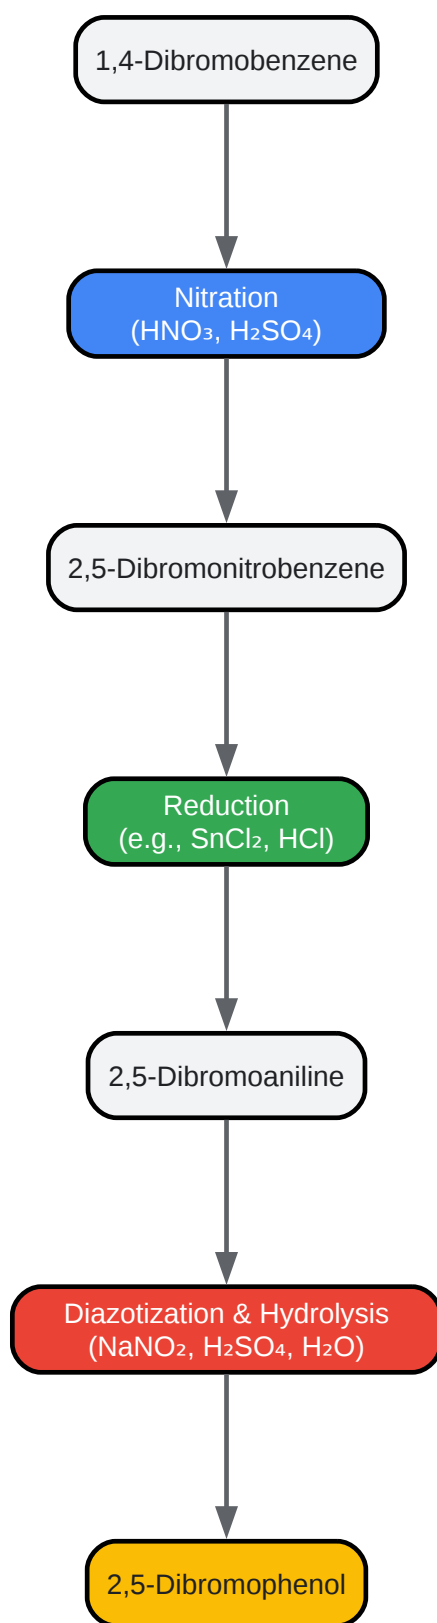 1,4-Dibromobenzene
Nitration
(HNO₃, H₂SO₄)
2,5-Dibromonitrobenzene
Reduction
(e.g., SnCl₂, HCl)
2,5-Dibromoaniline
Diazotization & Hydrolysis
(NaNO₂, H₂SO₄, H₂O)
2,5-Dibromophenol